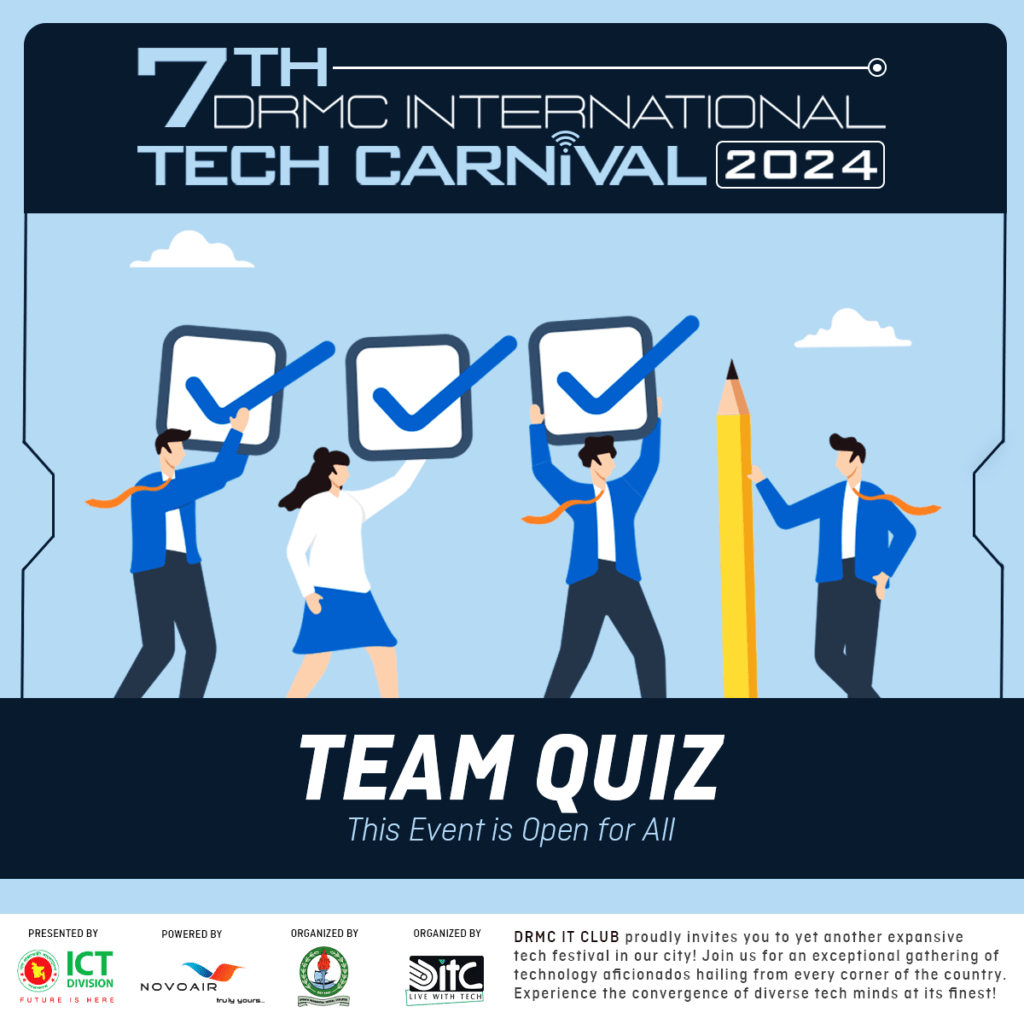 7TH
DRMC INTERNATIONAL
TECH CARNiVAL 2024
TEAM QUIZ
This Event is Open for All
PRESENTED BY
ICT
DIVISION
FUTURE IS HERE
POWERED BY
NOVOAIR
truly yours...
ORGANIZED BY
ORGANIZED BY
DiTC
LIVE WITH TECH
DRMC IT CLUB proudly invites you to yet another expansive
tech festival in our city! Join us for an exceptional gathering of
technology aficionados hailing from every corner of the country.
Experience the convergence of diverse tech minds at its finest!